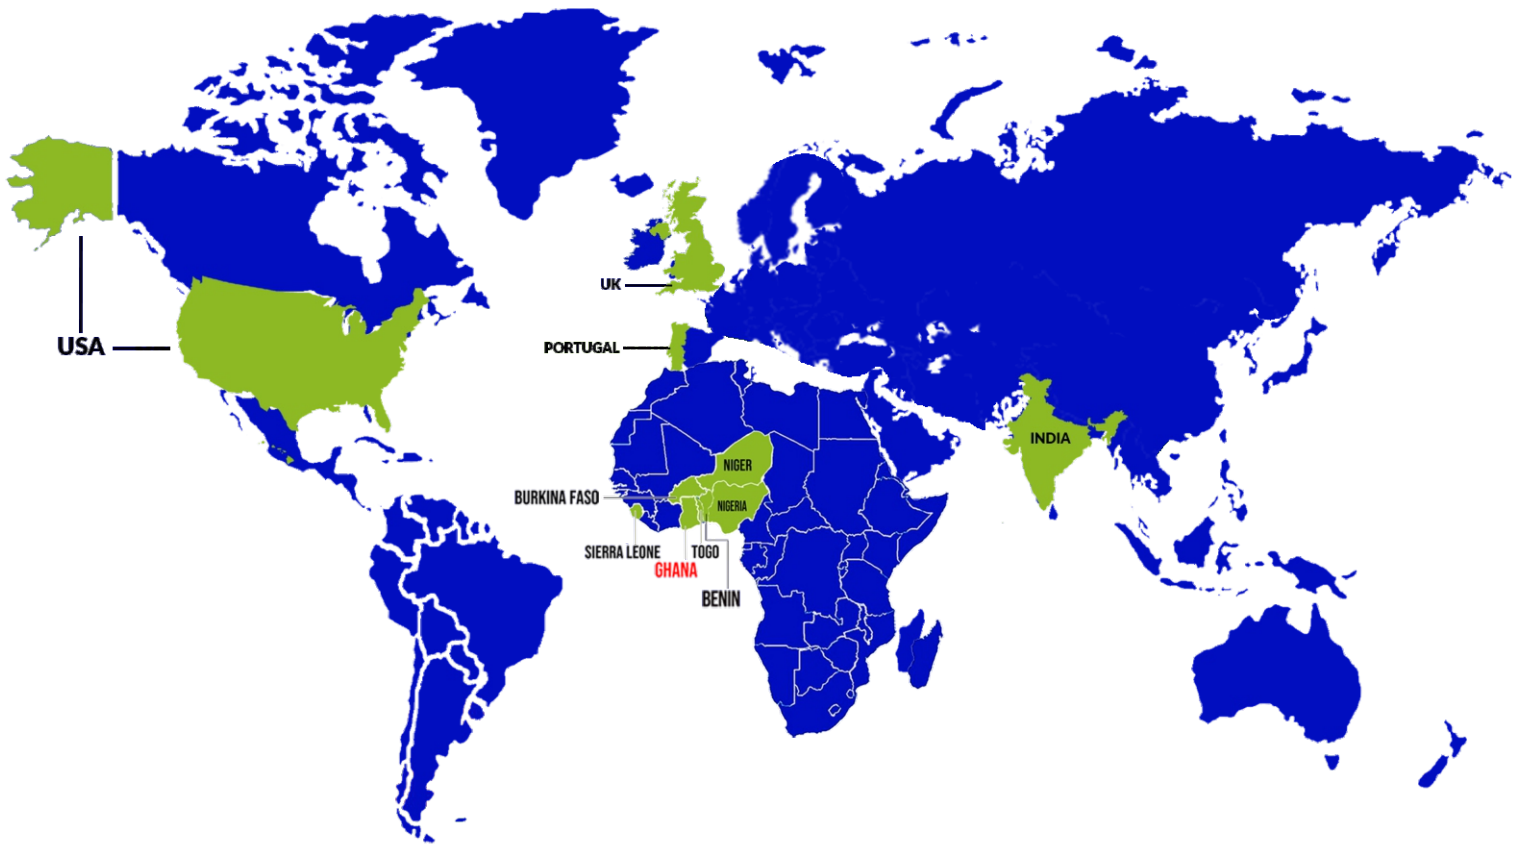 UK
USA
PORTUGAL
INDIA
NIGER
BURKINA FASO
NIGERIA
SIERRA LEONE
TOGO
GHANA
BENIN